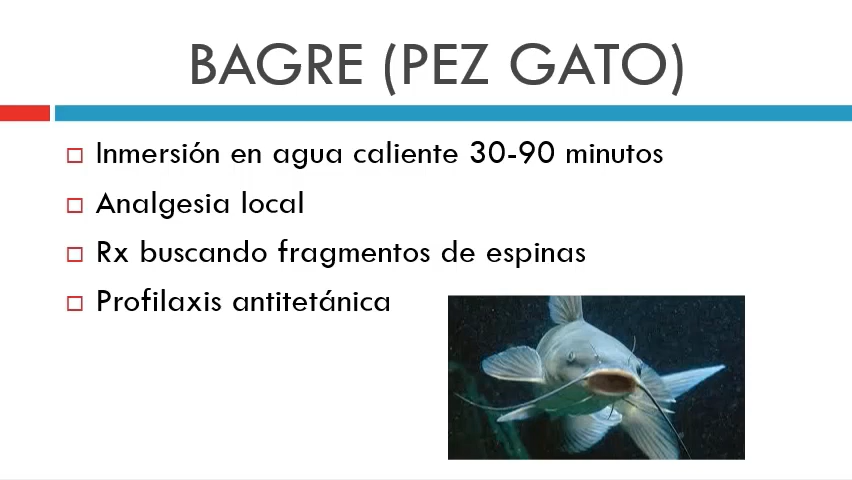 BAGRE (PEZ GATO)
Inmersión en agua caliente 30-90 minutos
Analgesia local
Rx buscando fragmentos de espinas
Profilaxis antitetánica